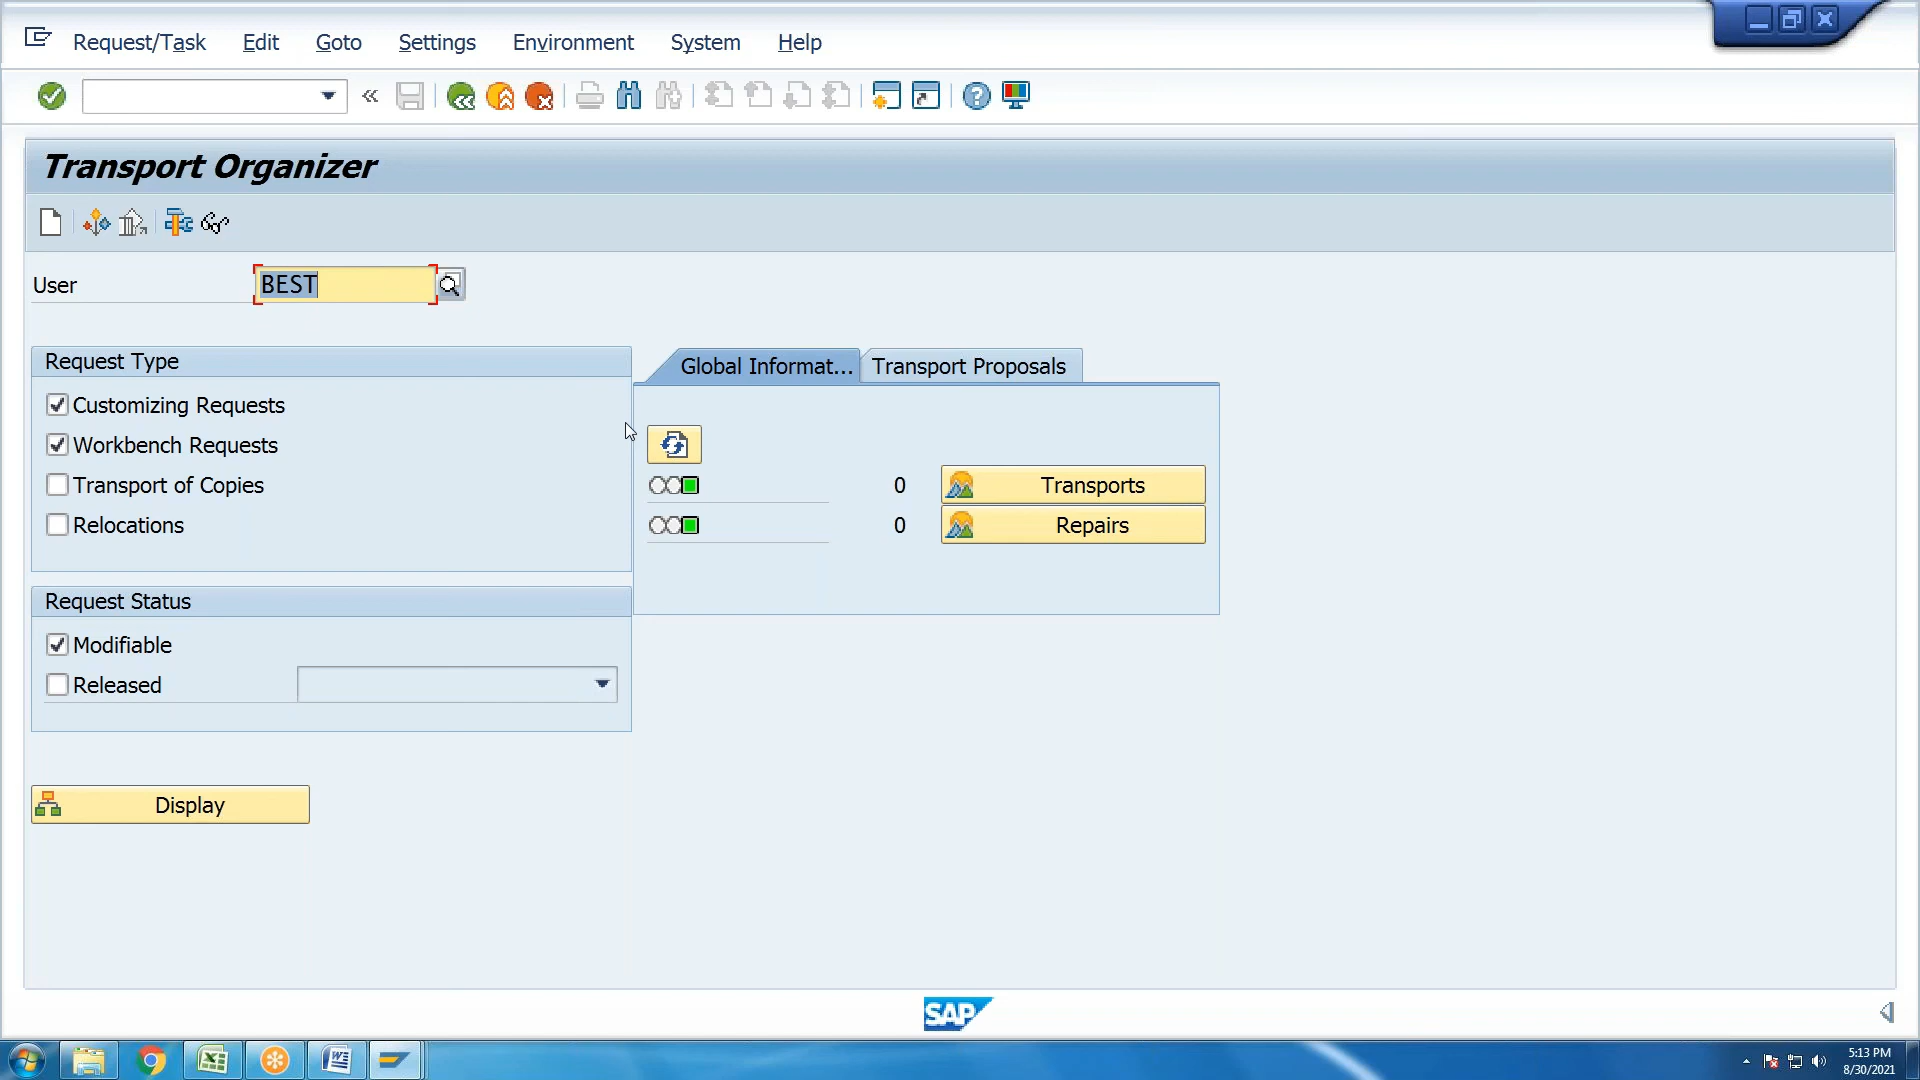 Request/Task Edit Goto Settings Environment System Help
Transport Organizer
User BEST
Request Type
Customizing Requests
Workbench Requests
Transport of Copies
Relocations
Global Informat... Transport Proposals
0 Transports
0 Repairs
Request Status
Modifiable
Released
Display
SAP
5:13 PM
8/30/2021